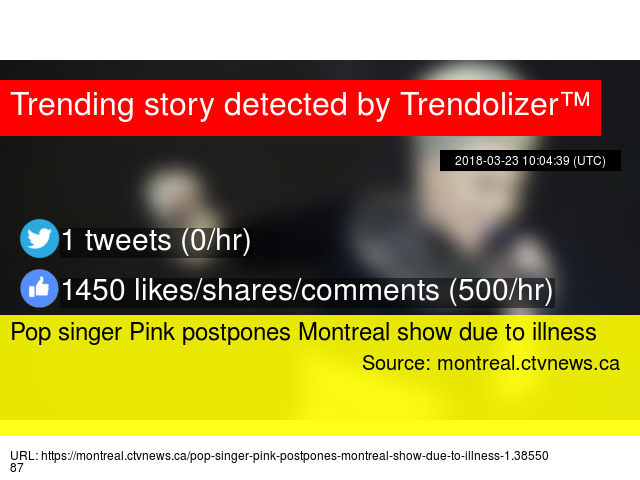 Trending story detected by Trendolizer™
2018-03-23 10:04:39 (UTC)
1 tweets (0/hr)
1450 likes/shares/comments (500/hr)
Pop singer Pink postpones Montreal show due to illness
Source: montreal.ctvnews.ca
URL: https://montreal.ctvnews.ca/pop-singer-pink-postpones-montreal-show-due-to-illness-1.38550
87